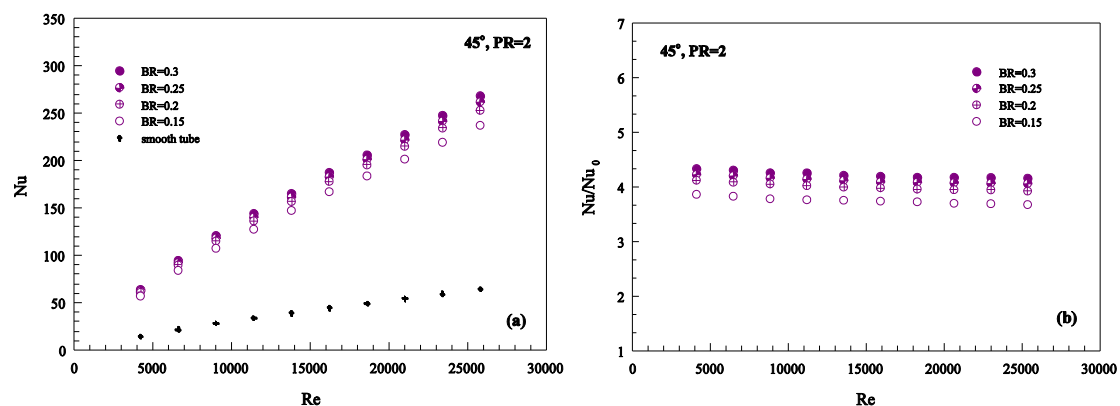 350
300
250
200
150
100
50
0
Nu
45°, PR=2
BR=0.3
BR=0.25
BR=0.2
BR=0.15
smooth tube
(a)
0
5000
10000
15000
20000
25000
30000
Re
7
6
5
4
3
2
1
Nu/Nu0
45°, PR=2
BR=0.3
BR=0.25
BR=0.2
BR=0.15
(b)
0
5000
10000
15000
20000
25000
30000
Re